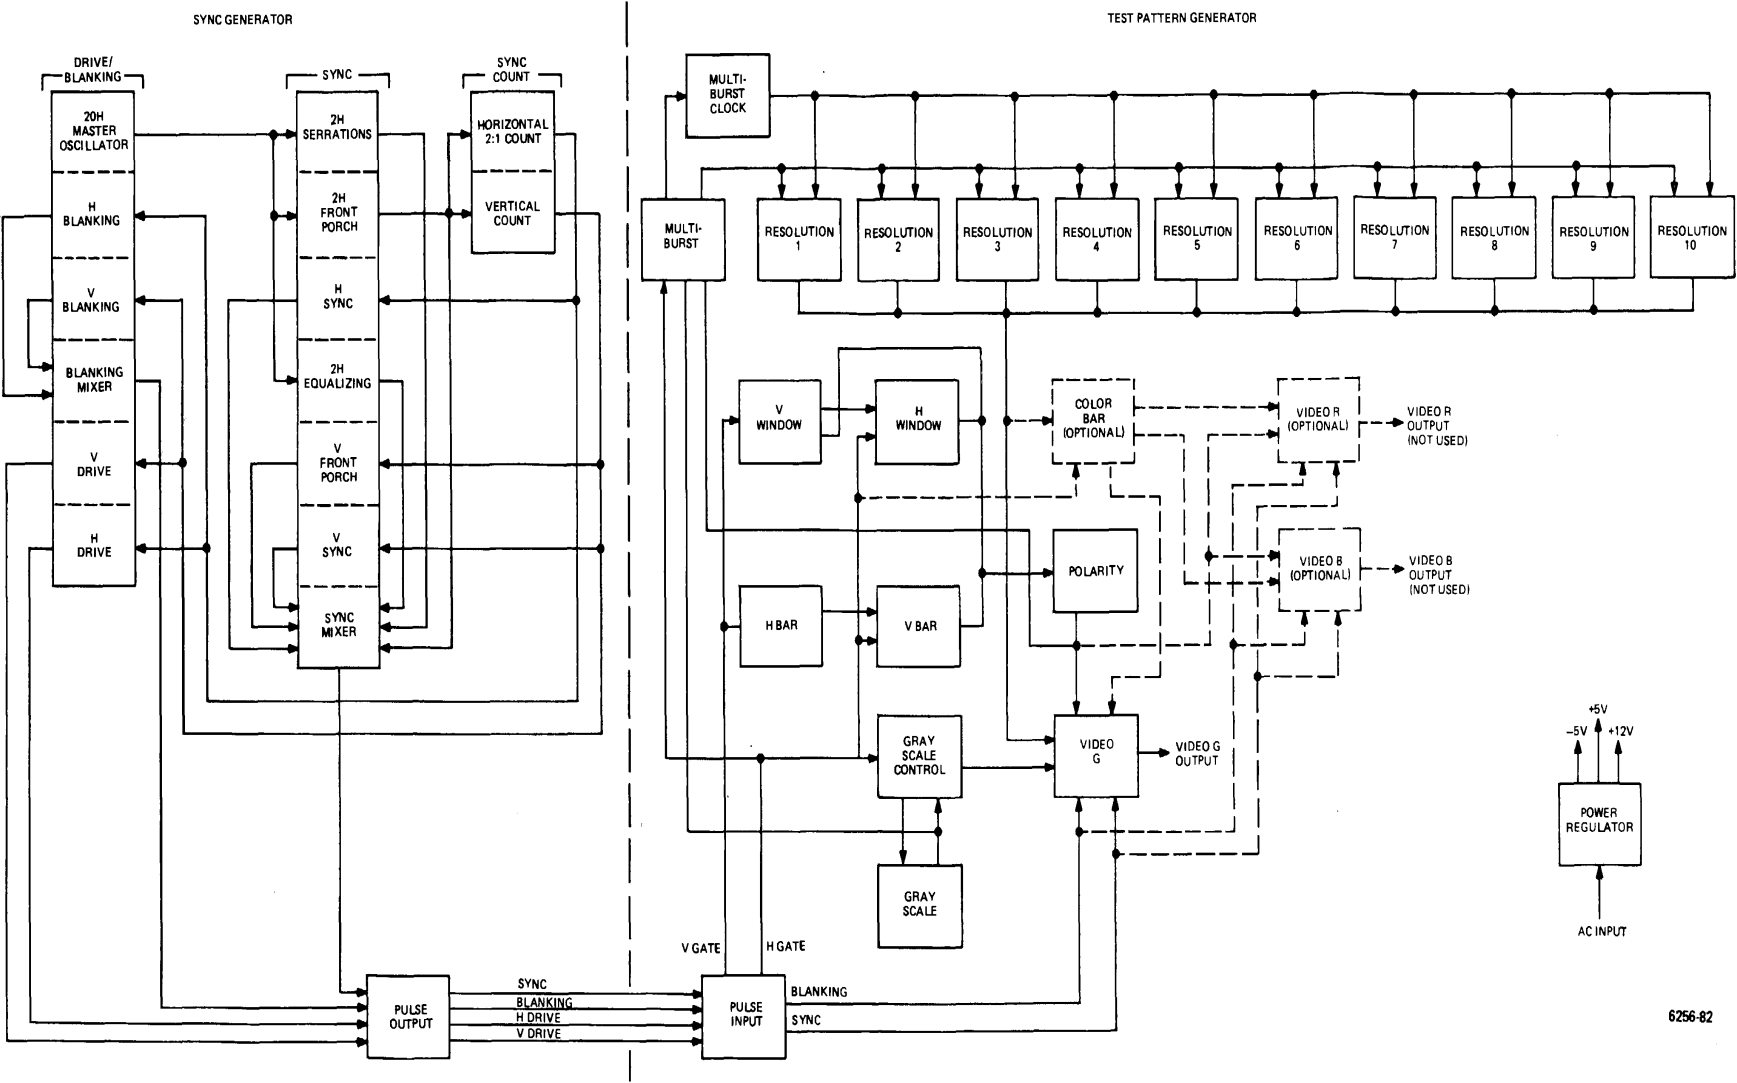 SYNC GENERATOR
TEST PATTERN GENERATOR
DRIVE/
BLANKING
SYNC
SYNC
COUNT
20H
MASTER
OSCILLATOR
H
BLANKING
V
BLANKING
BLANKING
MIXER
V
DRIVE
H
DRIVE
2H
SERRATIONS
2H
FRONT
PORCH
H
SYNC
2H
EQUALIZING
V
FRONT
PORCH
V
SYNC
SYNC
MIXER
HORIZONTAL
2:1 COUNT
VERTICAL
COUNT
PULSE
OUTPUT
SYNC
BLANKING
H DRIVE
V DRIVE
MULTI-
BURST
CLOCK
MULTI-
BURST
RESOLUTION
1
RESOLUTION
2
RESOLUTION
3
RESOLUTION
4
RESOLUTION
5
RESOLUTION
6
RESOLUTION
7
RESOLUTION
8
RESOLUTION
9
RESOLUTION
10
V
WINDOW
H
WINDOW
COLOR
BAR
(OPTIONAL)
VIDEO R
(OPTIONAL)
VIDEO R
OUTPUT
(NOT USED)
POLARITY
VIDEO B
(OPTIONAL)
VIDEO B
OUTPUT
(NOT USED)
H BAR
V BAR
GRAY
SCALE
CONTROL
VIDEO
G
VIDEO G
OUTPUT
GRAY
SCALE
V GATE
H GATE
PULSE
INPUT
BLANKING
SYNC
+5V
-5V
+12V
POWER
REGULATOR
AC INPUT
6256-82